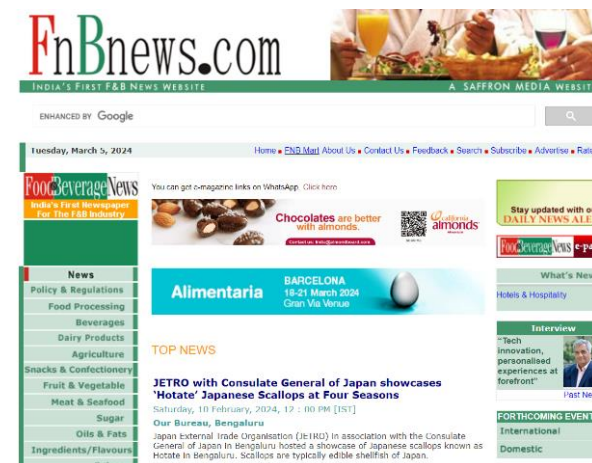 FnBnews.com
INDIA'S FIRST F&B NEWS WEBSITE
A SAFFRON MEDIA WEBSIT
ENHANCED BY Google
Tuesday, March 5, 2024
Home ▪ FNB Mart About Us ▪ Contact Us ▪ Feedback ▪ Search ▪ Subscribe ▪ Advertise ▪ Rate
Food&BeverageNews
India's First Newspaper
For The F&B Industry
You can get e-magazine links on WhatsApp. Click here
Chocolates are better
with almonds.
california
almonds
Stay updated with o
DAILY NEWS ALE
Food&BeverageNews e-pa
Alimentaria
BARCELONA
18-21 March 2024
Gran Via Venue
What's New
Hotels & Hospitality
News
Policy & Regulations
Food Processing
Beverages
Dairy Products
Agriculture
Snacks & Confectionery
Fruit & Vegetable
Meat & Seafood
Sugar
Oils & Fats
Ingredients/Flavours
TOP NEWS
JETRO with Consulate General of Japan showcases
'Hotate' Japanese Scallops at Four Seasons
Saturday, 10 February, 2024, 12 : 00 PM [IST]
Our Bureau, Bengaluru
Japan External Trade Organisation (JETRO) in association with the Consulate
General of Japan in Bengaluru hosted a showcase of Japanese scallops known as
Hotate in Bengaluru. Scallops are typically edible shellfish of Japan.
Interview
"Tech
innovation,
personalised
experiences at
forefront"
Past Ne
FORTHCOMING EVENT
International
Domestic